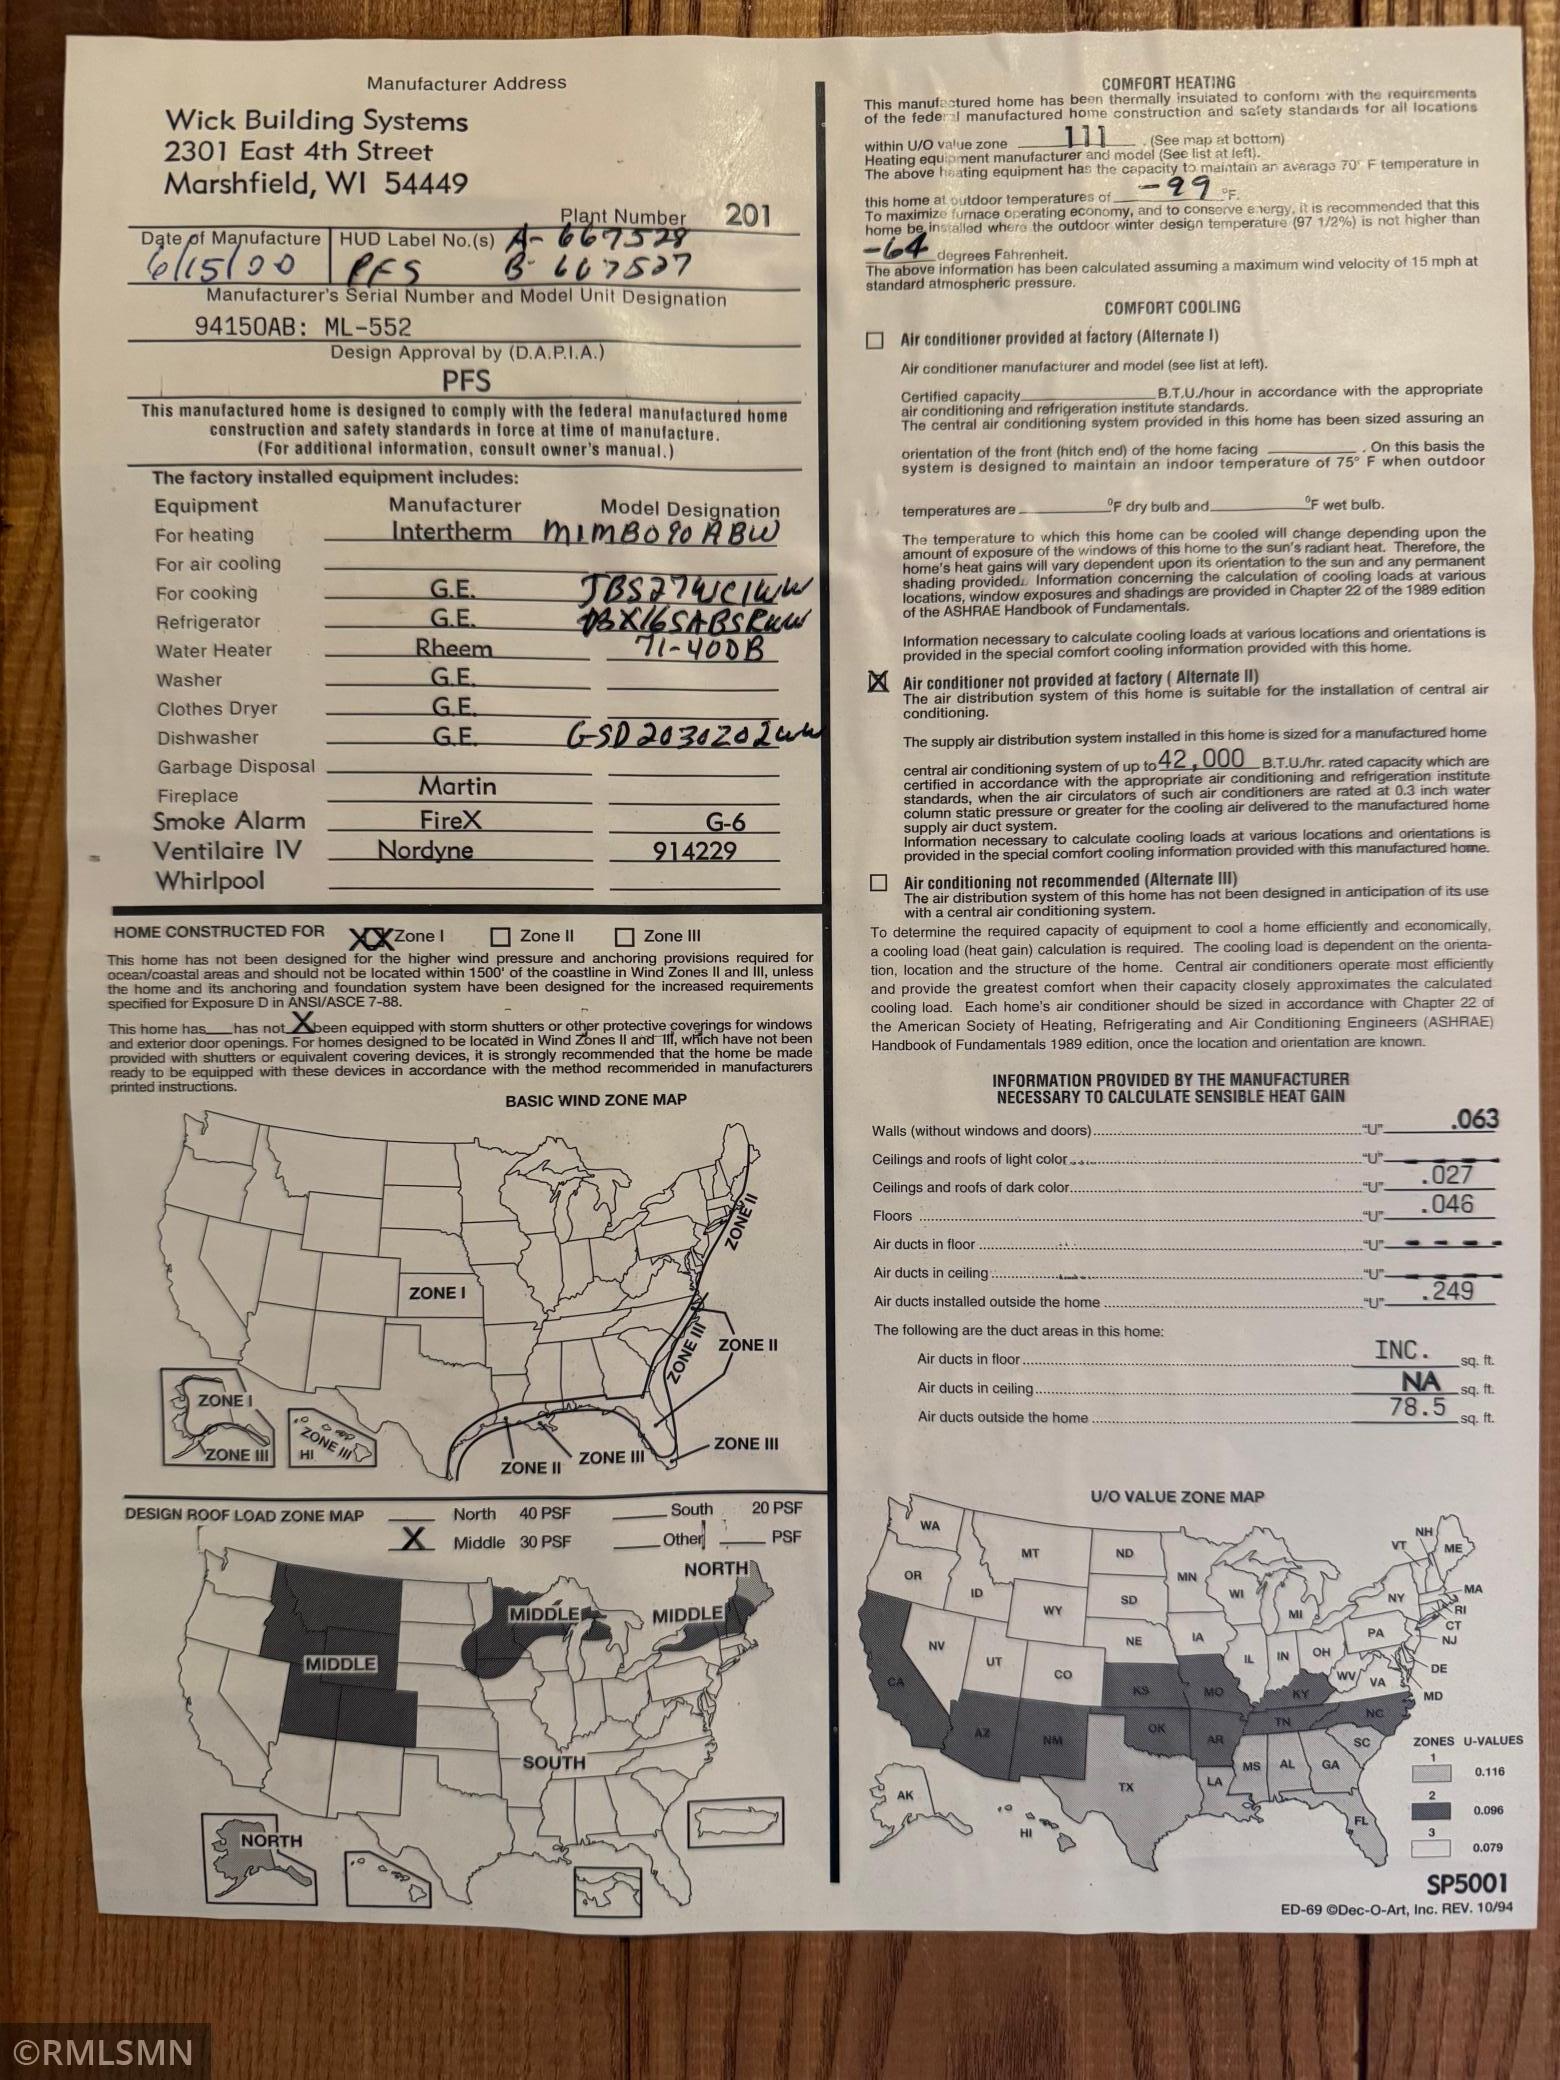 Manufacturer Address
Wick Building Systems
2301 East 4th Street
Marshfield, WI 54449
Plant Number 201
Date of Manufacture HUD Label No.(s) A- 667528
6/15/00 PFS B- 667527
Manufacturer's Serial Number and Model Unit Designation
94150AB: ML-552
Design Approval by (D.A.P.I.A.)
PFS
This manufactured home is designed to comply with the federal manufactured home
construction and safety standards in force at time of manufacture.
(For additional information, consult owner's manual.)
The factory installed equipment includes:
Equipment Manufacturer Model Designation
For heating Intertherm M1MB090ABW
For air cooling
For cooking G.E. JBS27WC1WW
Refrigerator G.E.
Water Heater Rheem 71-40DB
Washer G.E.
Clothes Dryer G.E.
Dishwasher G.E. GSD2030Z02WW
Garbage Disposal
Fireplace Martin
Smoke Alarm FireX G-6
Ventilaire IV Nordyne 914229
Whirlpool
HOME CONSTRUCTED FOR XX Zone I Zone II Zone III
This home has not been designed for the higher wind pressure and anchoring provisions required for
ocean/coastal areas and should not be located within 1500' of the coastline in Wind Zones II and III, unless
the home and its anchoring and foundation system have been designed for the increased requirements
specified for Exposure D in ANSI/ASCE 7-88.
This home has___ has not X been equipped with storm shutters or other protective coverings for windows
and exterior door openings. For homes designed to be located in Wind Zones II and III, which have not been
provided with shutters or equivalent covering devices, it is strongly recommended that the home be made
ready to be equipped with these devices in accordance with the method recommended in manufacturers
printed instructions.
BASIC WIND ZONE MAP
ZONE II
ZONE I
ZONE III
ZONE II
ZONE I
ZONE III
ZONE III
HI
ZONE II
ZONE III
ZONE III
DESIGN ROOF LOAD ZONE MAP North 40 PSF South 20 PSF
X Middle 30 PSF Other PSF
NORTH
MIDDLE
MIDDLE
MIDDLE
SOUTH
NORTH
COMFORT HEATING
This manufactured home has been thermally insulated to conform with the requirements
of the federal manufactured home construction and safety standards for all locations
within U/O value zone 111 . (See map at bottom)
Heating equipment manufacturer and model (See list at left).
The above heating equipment has the capacity to maintain an average 70° F temperature in
this home at outdoor temperatures of -99 °F.
To maximize furnace operating economy, and to conserve energy, it is recommended that this
home be installed where the outdoor winter design temperature (97 1/2%) is not higher than
-64 degrees Fahrenheit.
The above information has been calculated assuming a maximum wind velocity of 15 mph at
standard atmospheric pressure.
COMFORT COOLING
Air conditioner provided at factory (Alternate I)
Air conditioner manufacturer and model (see list at left).
Certified capacity B.T.U./hour in accordance with the appropriate
air conditioning and refrigeration institute standards.
The central air conditioning system provided in this home has been sized assuring an
orientation of the front (hitch end) of the home facing . On this basis the
system is designed to maintain an indoor temperature of 75° F when outdoor
temperatures are °F dry bulb and °F wet bulb.
The temperature to which this home can be cooled will change depending upon the
amount of exposure of the windows of this home to the sun's radiant heat. Therefore, the
home's heat gains will vary dependent upon its orientation to the sun and any permanent
shading provided. Information concerning the calculation of cooling loads at various
locations, window exposures and shadings are provided in Chapter 22 of the 1989 edition
of the ASHRAE Handbook of Fundamentals.
Information necessary to calculate cooling loads at various locations and orientations is
provided in the special comfort cooling information provided with this home.
X Air conditioner not provided at factory ( Alternate II)
The air distribution system of this home is suitable for the installation of central air
conditioning.
The supply air distribution system installed in this home is sized for a manufactured home
central air conditioning system of up to 42,000 B.T.U./hr. rated capacity which are
certified in accordance with the appropriate air conditioning and refrigeration institute
standards, when the air circulators of such air conditioners are rated at 0.3 inch water
column static pressure or greater for the cooling air delivered to the manufactured home
supply air duct system.
Information necessary to calculate cooling loads at various locations and orientations is
provided in the special comfort cooling information provided with this manufactured home.
Air conditioning not recommended (Alternate III)
The air distribution system of this home has not been designed in anticipation of its use
with a central air conditioning system.
To determine the required capacity of equipment to cool a home efficiently and economically,
a cooling load (heat gain) calculation is required. The cooling load is dependent on the orienta-
tion, location and the structure of the home. Central air conditioners operate most efficiently
and provide the greatest comfort when their capacity closely approximates the calculated
cooling load. Each home's air conditioner should be sized in accordance with Chapter 22 of
the American Society of Heating, Refrigerating and Air Conditioning Engineers (ASHRAE)
Handbook of Fundamentals 1989 edition, once the location and orientation are known.
INFORMATION PROVIDED BY THE MANUFACTURER
NECESSARY TO CALCULATE SENSIBLE HEAT GAIN
Walls (without windows and doors) "U" .063
Ceilings and roofs of light color "U"
Ceilings and roofs of dark color "U" .027
Floors "U" .046
Air ducts in floor "U"
Air ducts in ceiling "U"
Air ducts installed outside the home "U" .249
The following are the duct areas in this home:
Air ducts in floor INC. sq. ft.
Air ducts in ceiling NA sq. ft.
Air ducts outside the home 78.5 sq. ft.
U/O VALUE ZONE MAP
WA MT ND MN VT NH ME
OR ID WY SD WI MI NY MA RI
CT NJ
NV UT CO NE IA IL IN OH PA WV VA DE MD
CA AZ NM KS MO KY OK AR TN NC
SC
TX LA MS AL GA FL
AK HI
ZONES U-VALUES
1 0.116
2 0.096
3 0.079
SP5001
ED-69 ©Dec-O-Art, Inc. REV. 10/94
©RMLSMN